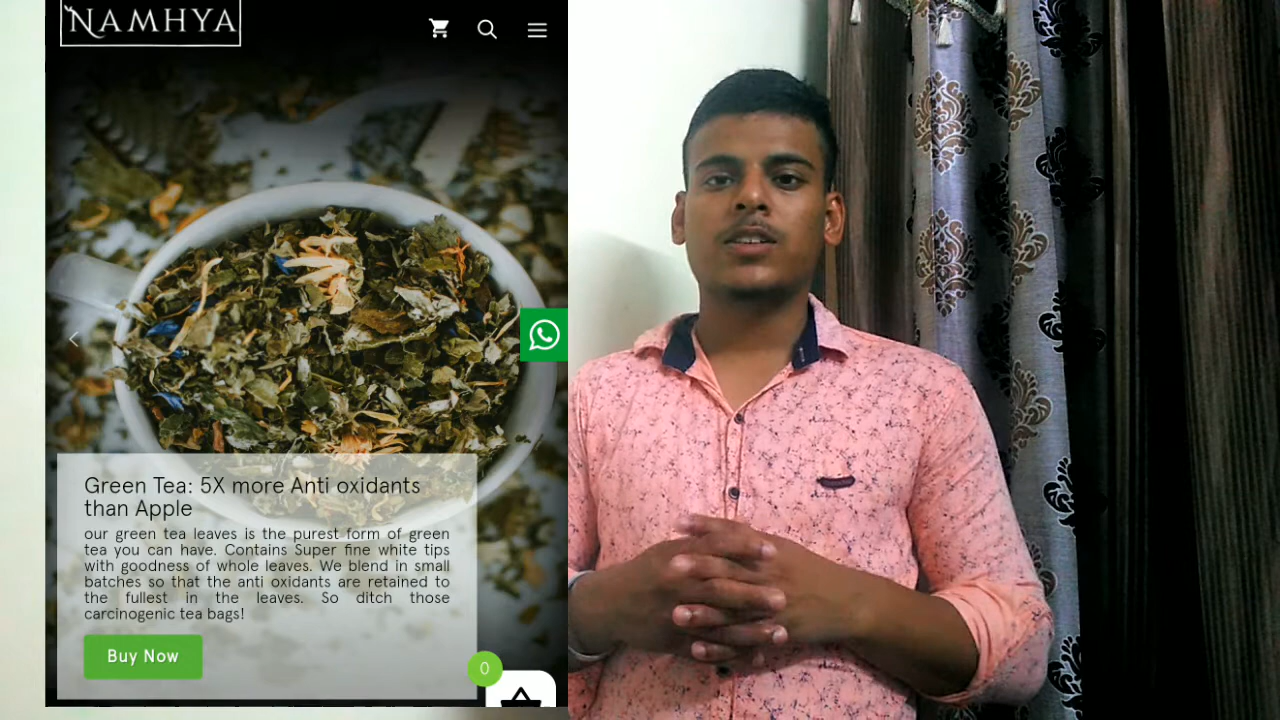 NAMHYA
Green Tea: 5X more Anti oxidants
than Apple
our green tea leaves is the purest form of green
tea you can have. Contains Super fine white tips
with goodness of whole leaves. We blend in small
batches so that the anti oxidants are retained to
the fullest in the leaves. So ditch those
carcinogenic tea bags!
Buy Now
0